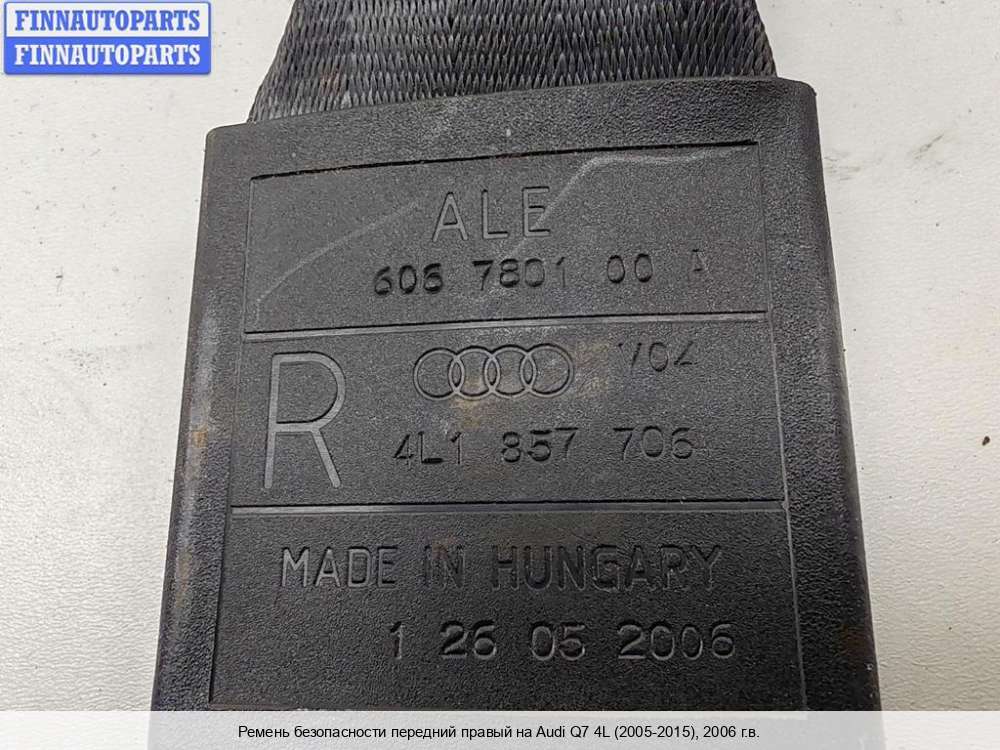 FINNAUTOPARTS
FINNAUTOPARTS
ALE
606 7801 00 A
R
V04
4L1 857 706
MADE IN HUNGARY
1 26 05 2006
Ремень безопасности передний правый на Audi Q7 4L (2005-2015), 2006 г.в.